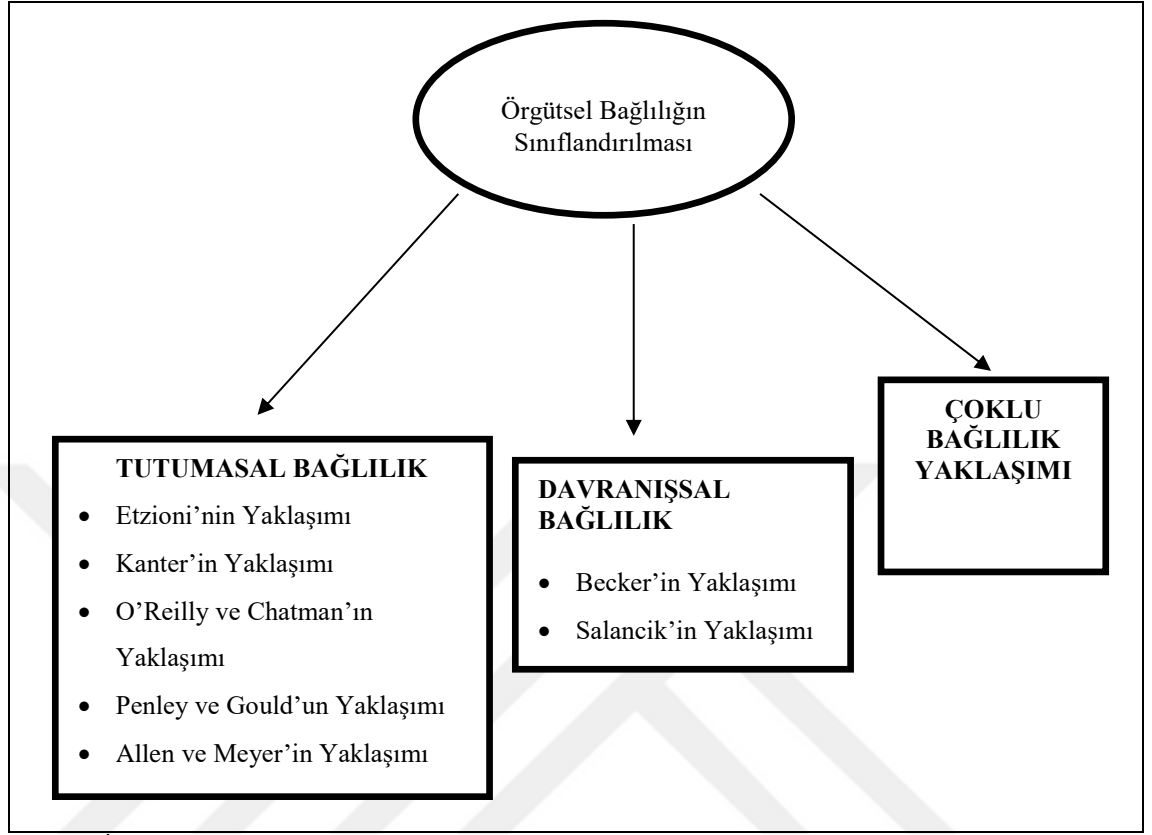 Örgütsel Bağlılığın
Sınıflandırılması
TUTUMASAL BAĞLILIK
• Etzioni’nin Yaklaşımı
• Kanter’in Yaklaşımı
• O’Reilly ve Chatman’ın
Yaklaşımı
• Penley ve Gould’un Yaklaşımı
• Allen ve Meyer’in Yaklaşımı
DAVRANIŞSAL
BAĞLILIK
• Becker’in Yaklaşımı
• Salancik’in Yaklaşımı
ÇOKLU
BAĞLILIK
YAKLAŞIMI